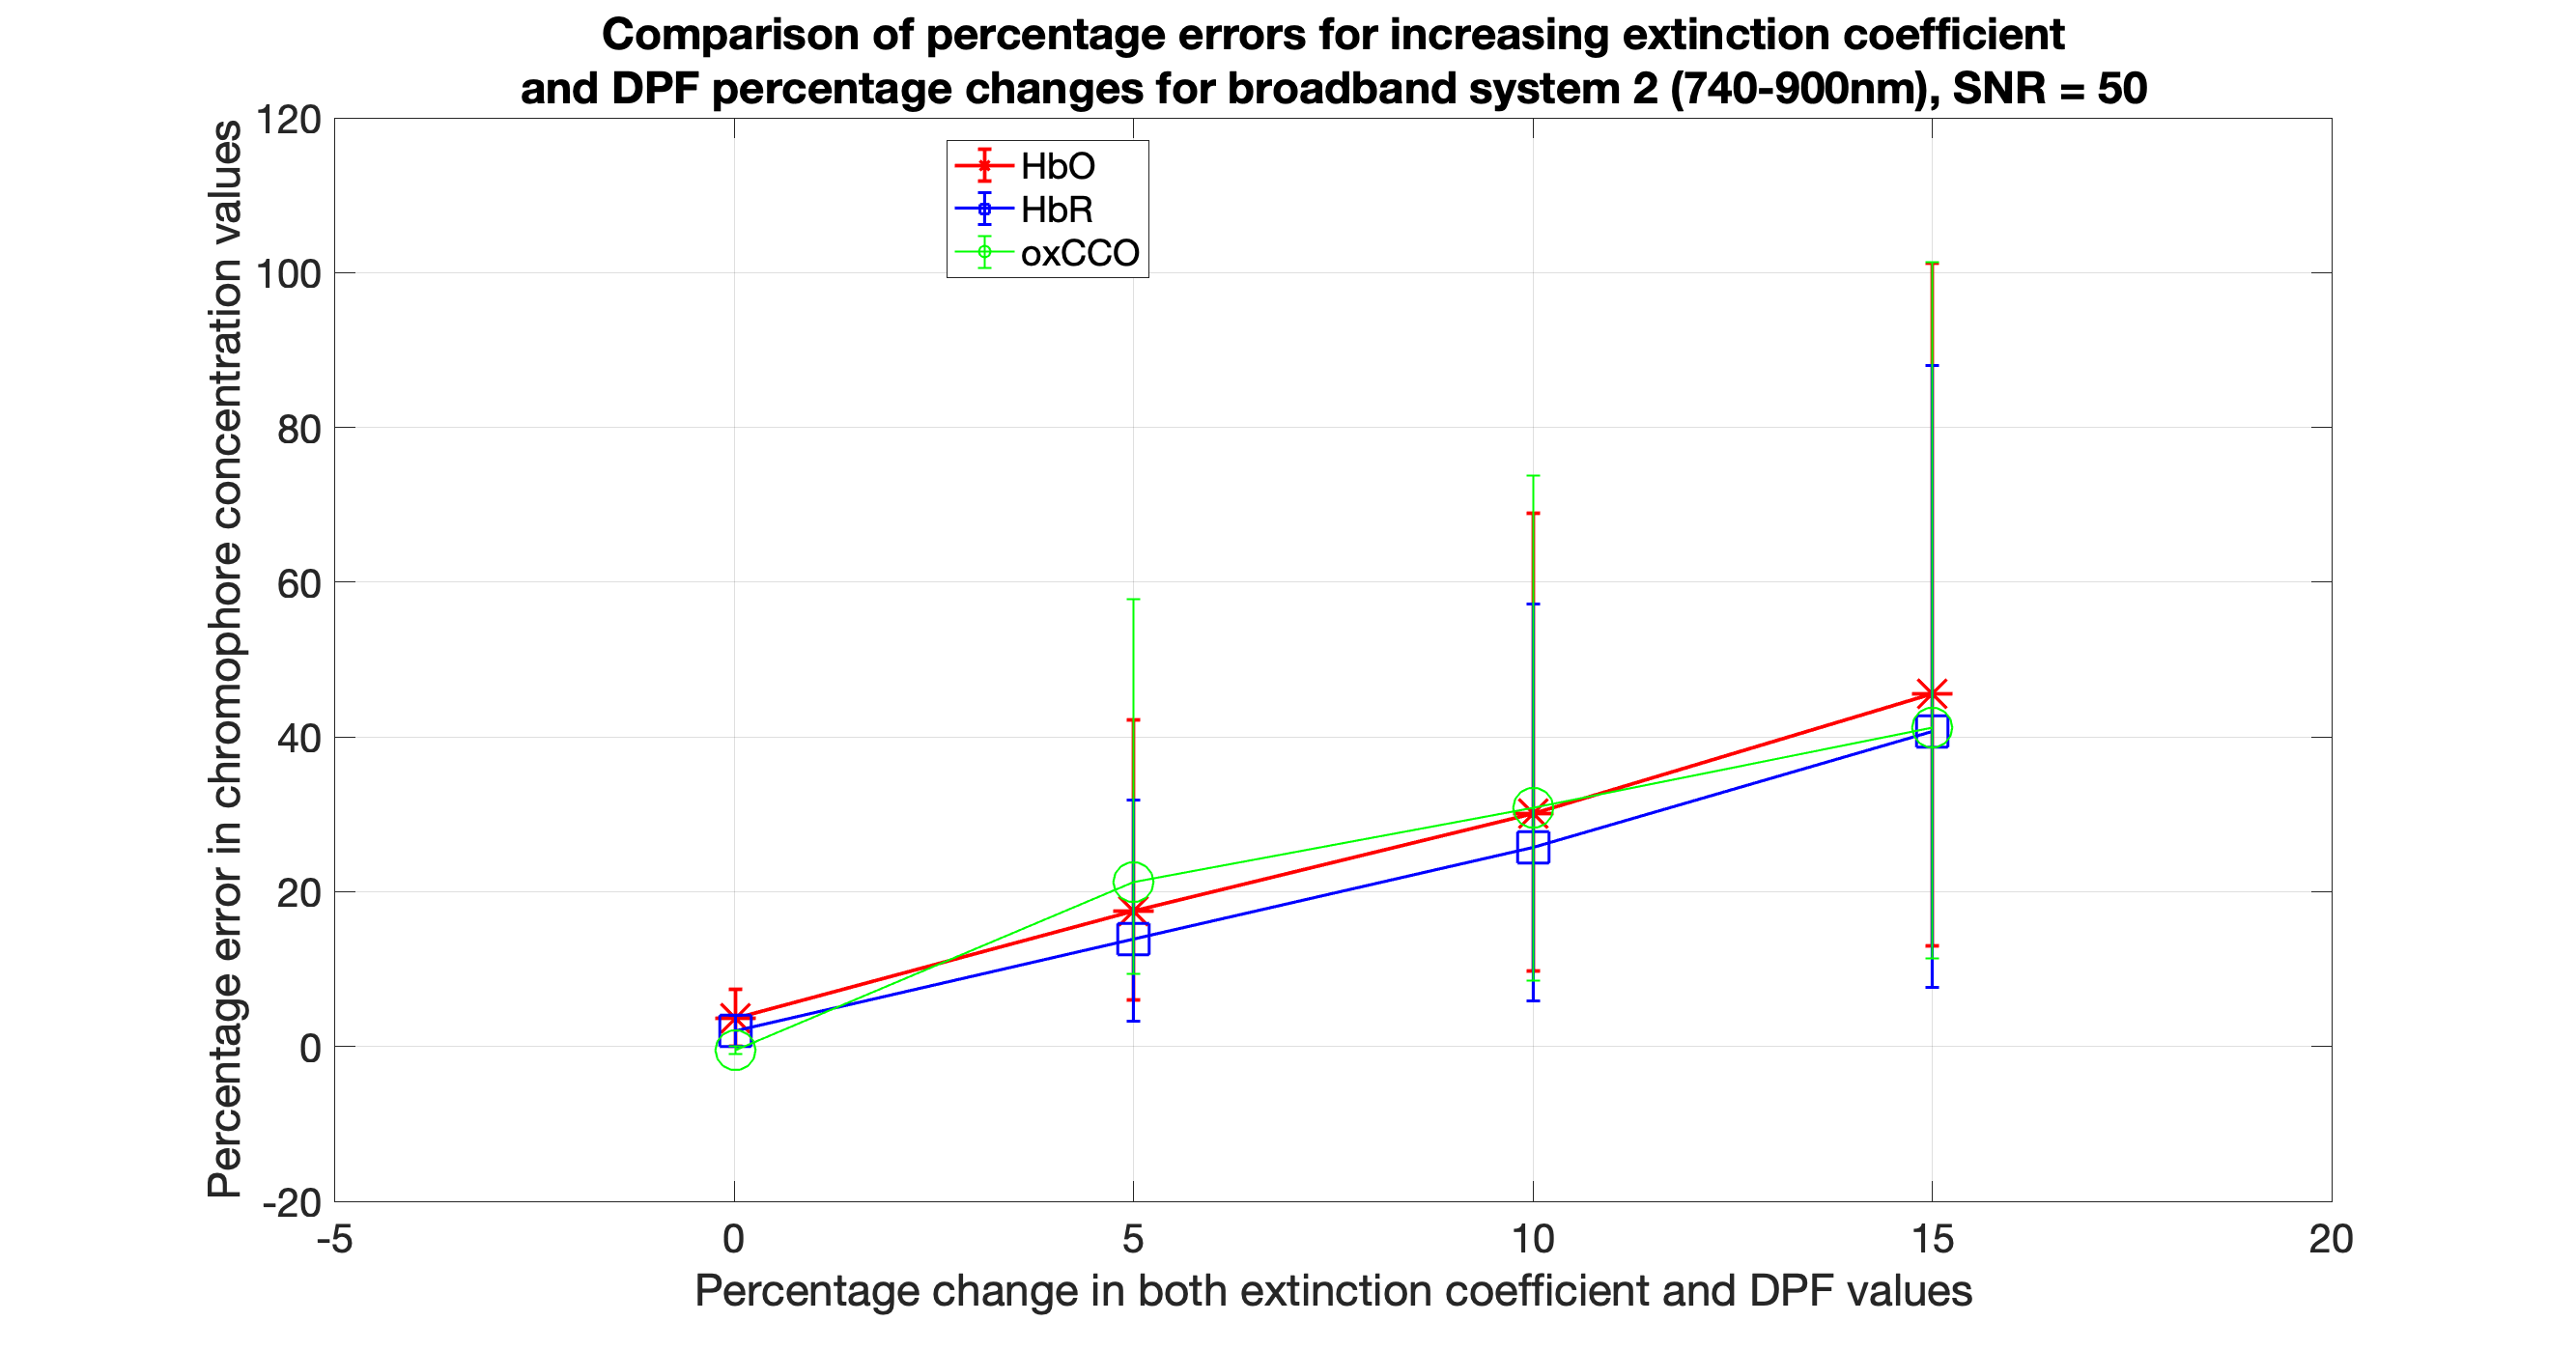 Comparison of percentage errors for increasing extinction coefficient
and DPF percentage changes for broadband system 2 (740-900nm), SNR = 50
Percentage error in chromophore concentration values
120
100
80
60
40
20
0
-20
HbO
HbR
oxCCO
-5
0
5
10
15
20
Percentage change in both extinction coefficient and DPF values